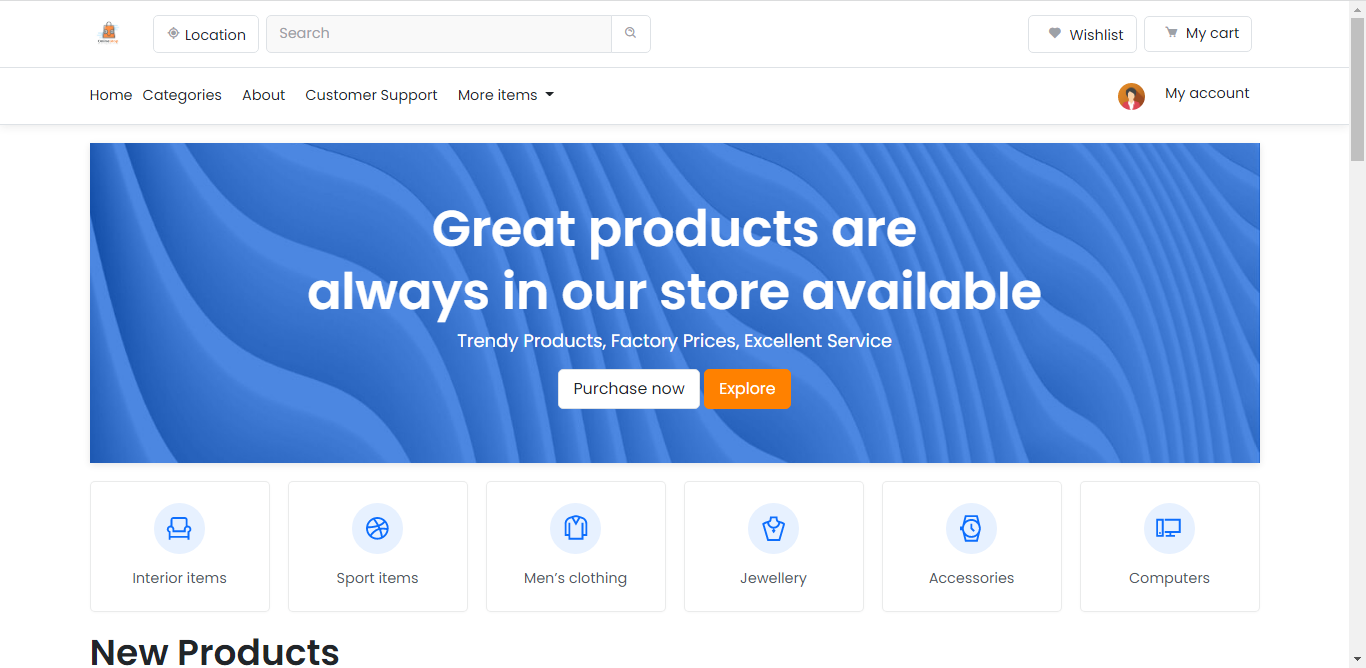 Location
Search
Wishlist
My cart
Home Categories About Customer Support More items
My account
Great products are
always in our store available
Trendy Products, Factory Prices, Excellent Service
Purchase now Explore
Interior items
Sport items
Men’s clothing
Jewellery
Accessories
Computers
New Products